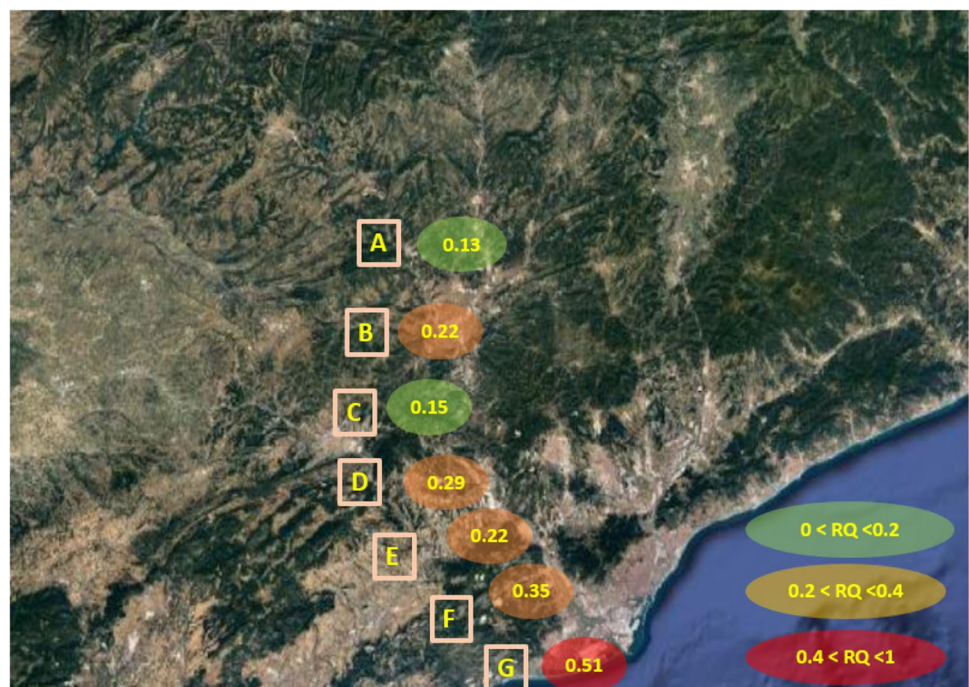 A 0.13
B 0.22
C 0.15
D 0.29
E 0.22
F 0.35
G 0.51
0 < RQ <0.2
0.2 < RQ <0.4
0.4 < RQ <1